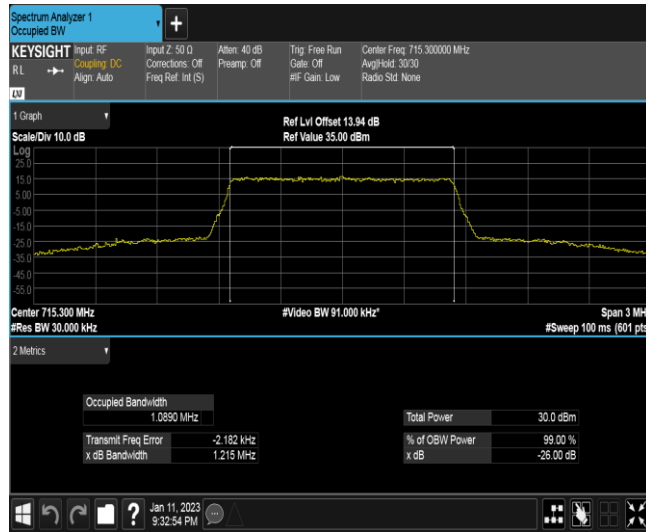 Spectrum Analyzer 1
Occupied BW
KEYSIGHT
RL
LXI
Input: RF
Coupling: DC
Align: Auto
Input Z: 50 Ω
Corrections: Off
Freq Ref: Int (S)
Atten: 40 dB
Preamp: Off
Trig: Free Run
Gate: Off
#IF Gain: Low
Center Freq: 715.300000 MHz
Avg|Hold: 30/30
Radio Std: None
1 Graph
Scale/Div 10.0 dB
Ref Lvl Offset 13.94 dB
Ref Value 35.00 dBm
Log
25.0
15.0
5.00
-5.00
-15.0
-25.0
-35.0
-45.0
-55.0
Center 715.300 MHz
#Res BW 30.000 kHz
#Video BW 91.000 kHz*
Span 3 MH
#Sweep 100 ms (601 pts
2 Metrics
Occupied Bandwidth
1.0890 MHz
Transmit Freq Error -2.182 kHz
x dB Bandwidth 1.215 MHz
Total Power 30.0 dBm
% of OBW Power 99.00 %
x dB -26.00 dB
?
Jan 11, 2023
9:32:54 PM